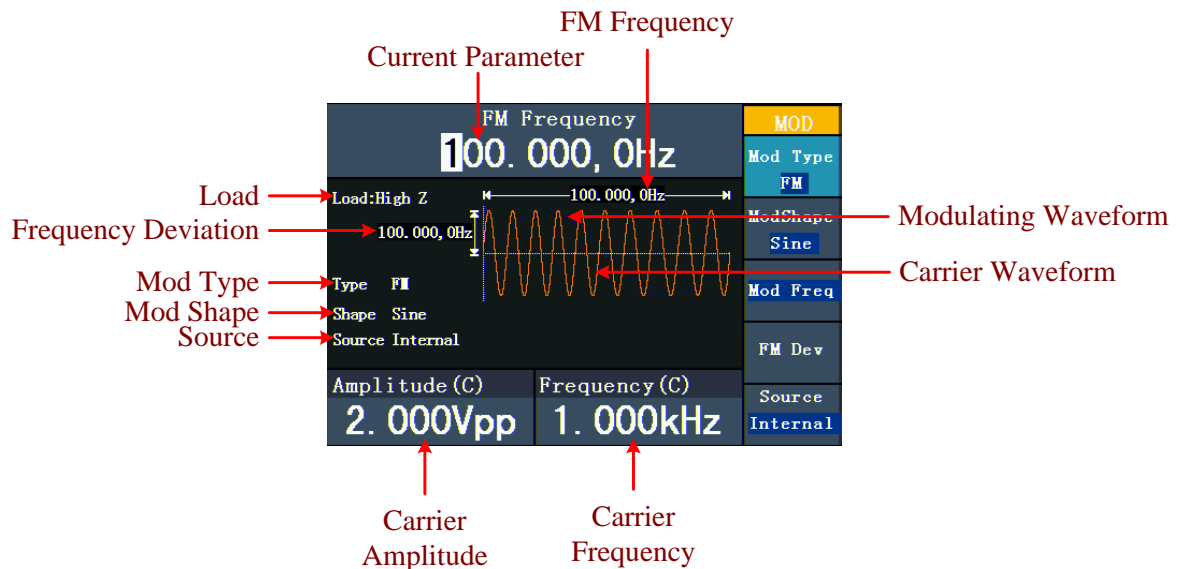 FM Frequency
Current Parameter
FM Frequency
100.000,0Hz
MOD
Mod Type
FM
ModShape
Sine
Mod Freq
FM Dev
Source
Internal
Load
Load:High Z
100.000,0Hz
Modulating Waveform
Frequency Deviation
100.000,0Hz
Carrier Waveform
Mod Type
Type FM
Mod Shape
Shape Sine
Source
Source Internal
Amplitude(C)
2.000Vpp
Frequency(C)
1.000kHz
Carrier
Amplitude
Carrier
Frequency